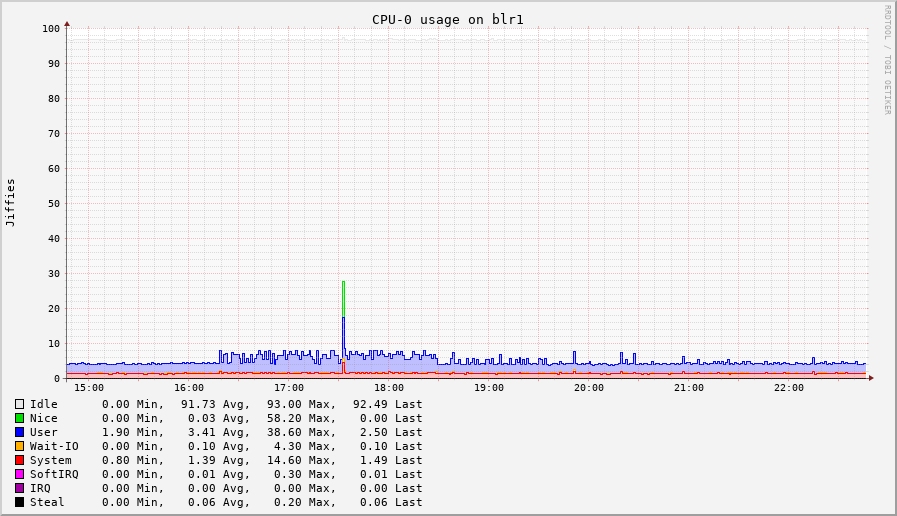 CPU-0 usage on blr1
RRDTOOL / TOBI OETIKER
Jiffies
100
90
80
70
60
50
40
30
20
10
0
15:00 16:00 17:00 18:00 19:00 20:00 21:00 22:00
Idle 0.00 Min, 91.73 Avg, 93.00 Max, 92.49 Last
Nice 0.00 Min, 0.03 Avg, 58.20 Max, 0.00 Last
User 1.90 Min, 3.41 Avg, 38.60 Max, 2.50 Last
Wait-IO 0.00 Min, 0.10 Avg, 4.30 Max, 0.10 Last
System 0.80 Min, 1.39 Avg, 14.60 Max, 1.49 Last
SoftIRQ 0.00 Min, 0.01 Avg, 0.30 Max, 0.01 Last
IRQ 0.00 Min, 0.00 Avg, 0.00 Max, 0.00 Last
Steal 0.00 Min, 0.06 Avg, 0.20 Max, 0.06 Last